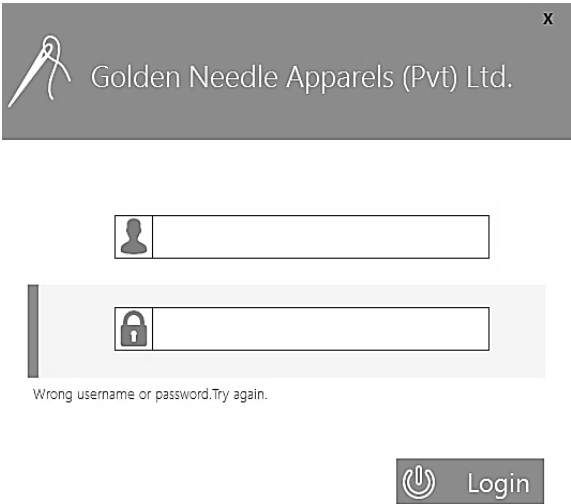 X
Golden Needle Apparels (Pvt) Ltd.
Wrong username or password.Try again.
Login